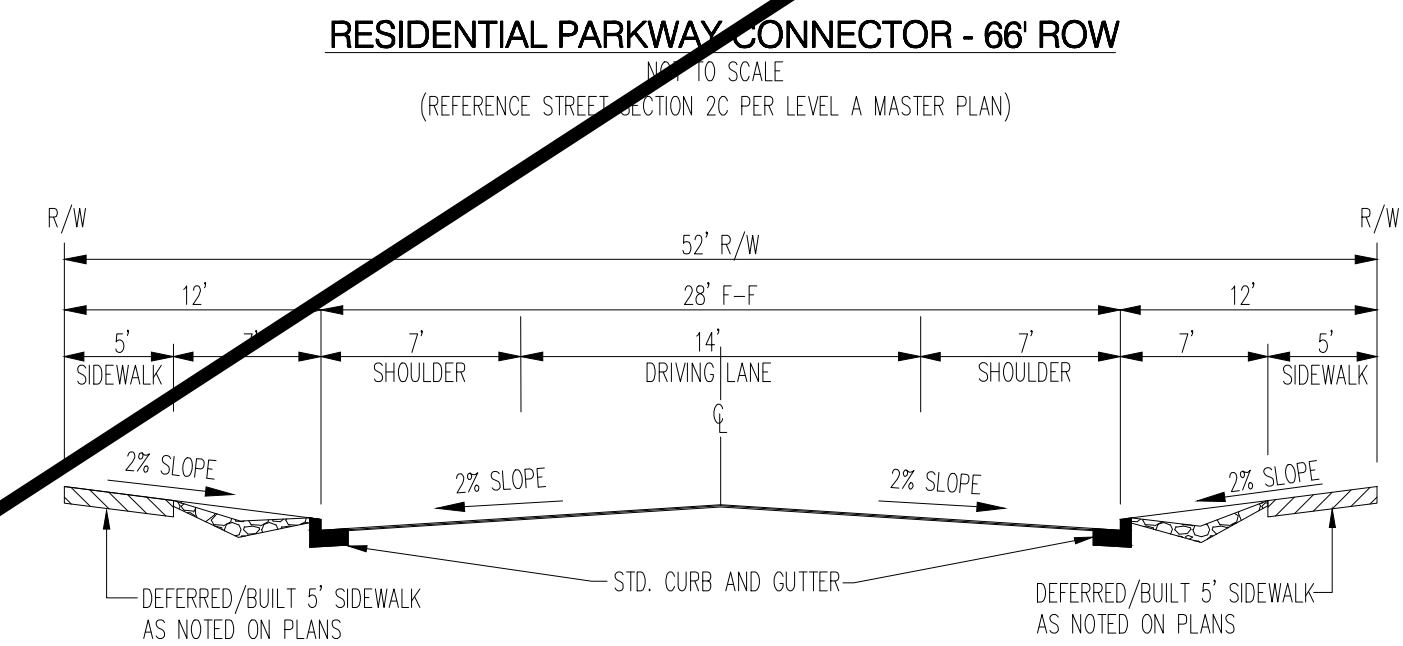 RESIDENTIAL PARKWAY CONNECTOR - 66' ROW
NOT TO SCALE
(REFERENCE STREET SECTION 2C PER LEVEL A MASTER PLAN)
R/W
R/W
52' R/W
12'
28' F-F
12'
5'
7'
7'
14'
7'
7'
5'
SIDEWALK
SHOULDER
DRIVING LANE
SHOULDER
SIDEWALK
℄
2% SLOPE
2% SLOPE
2% SLOPE
2% SLOPE
STD. CURB AND GUTTER
DEFERRED/BUILT 5' SIDEWALK
AS NOTED ON PLANS
DEFERRED/BUILT 5' SIDEWALK
AS NOTED ON PLANS